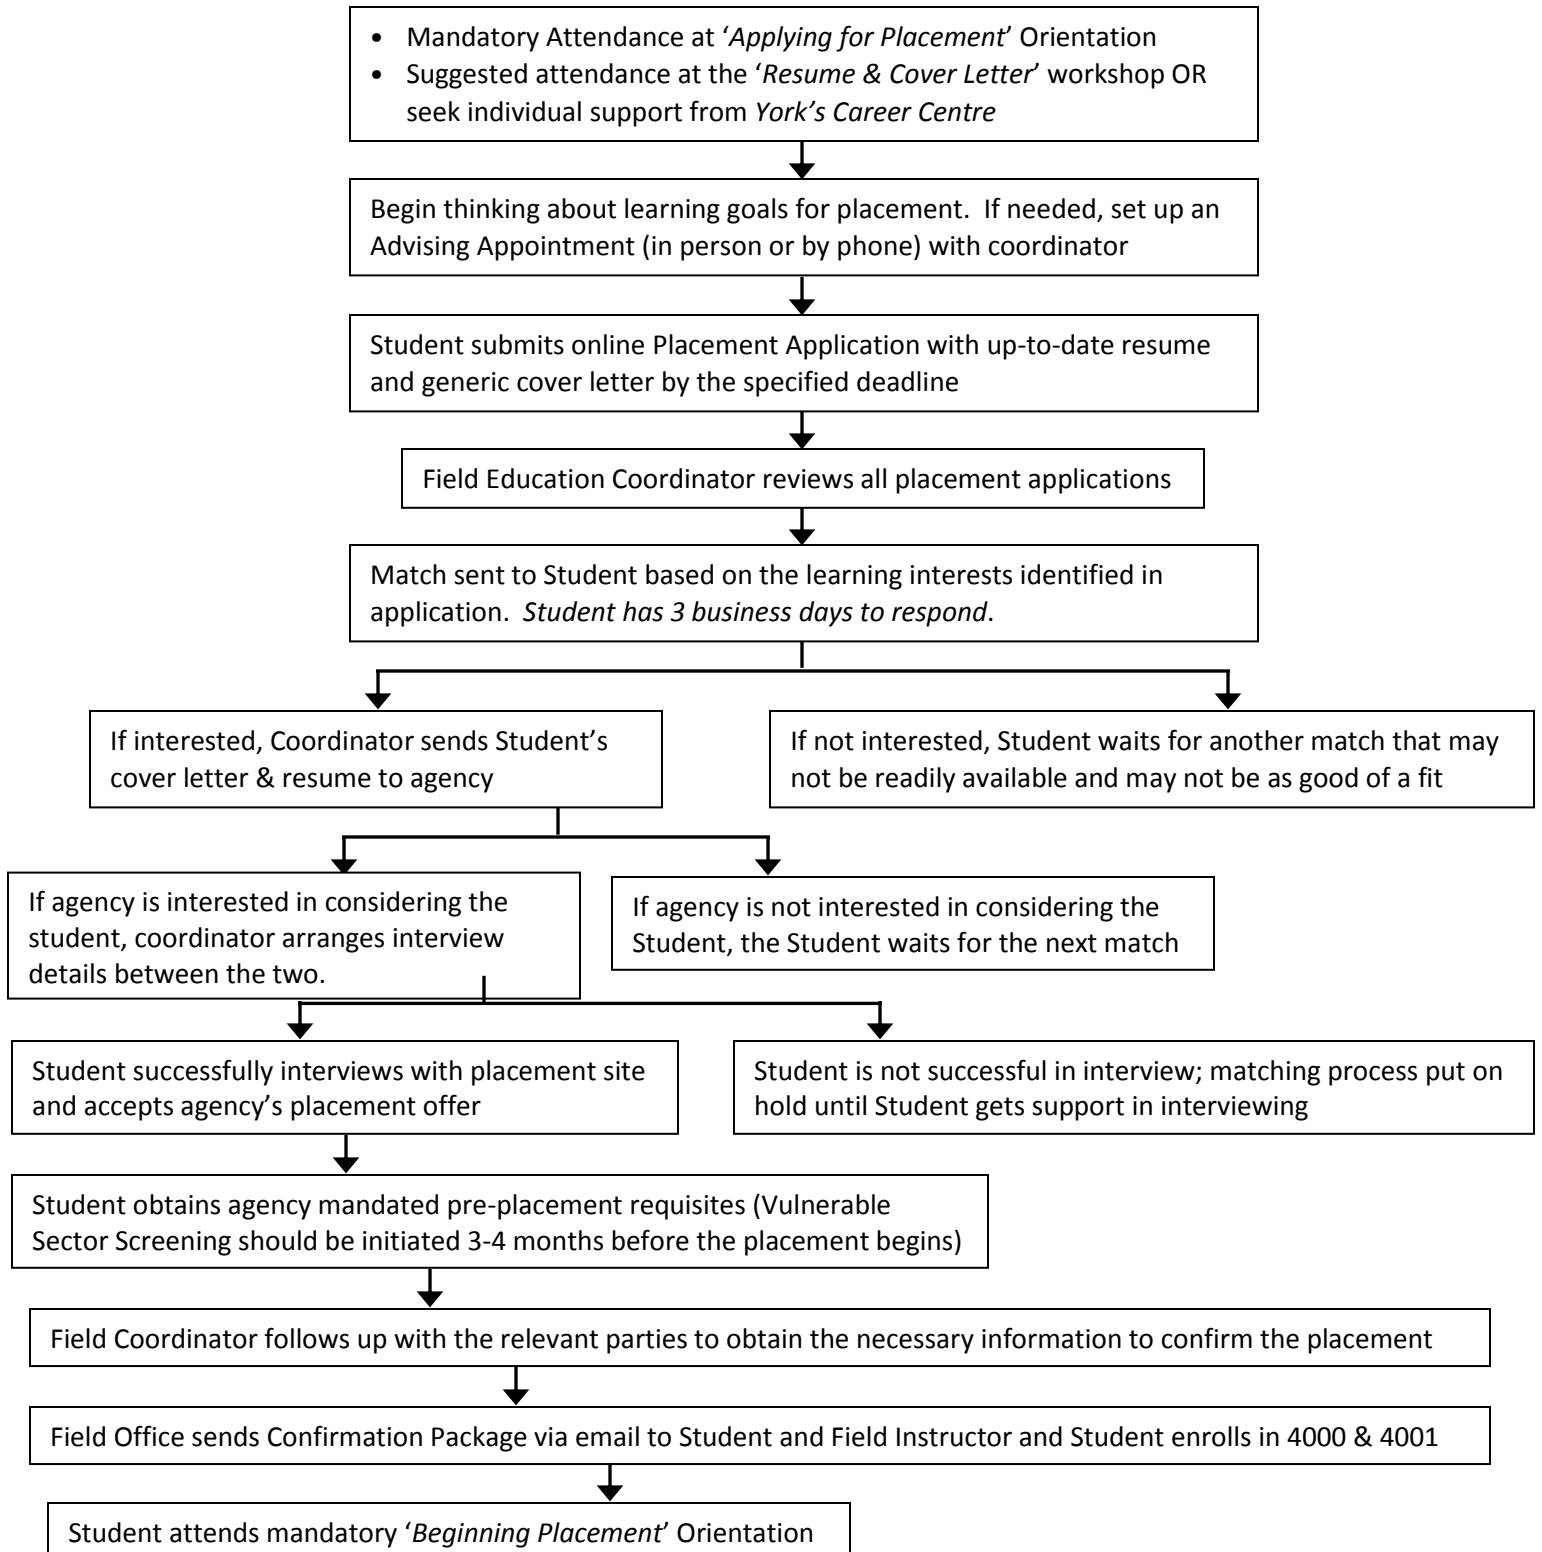 • Mandatory Attendance at ‘Applying for Placement’ Orientation
• Suggested attendance at the ‘Resume & Cover Letter’ workshop OR
seek individual support from York’s Career Centre
Begin thinking about learning goals for placement.  If needed, set up an
Advising Appointment (in person or by phone) with coordinator
Student submits online Placement Application with up-to-date resume
and generic cover letter by the specified deadline
Field Education Coordinator reviews all placement applications
Match sent to Student based on the learning interests identified in
application.  Student has 3 business days to respond.
If interested, Coordinator sends Student’s
cover letter & resume to agency
If not interested, Student waits for another match that may
not be readily available and may not be as good of a fit
If agency is interested in considering the
student, coordinator arranges interview
details between the two.
If agency is not interested in considering the
Student, the Student waits for the next match
Student successfully interviews with placement site
and accepts agency’s placement offer
Student is not successful in interview; matching process put on
hold until Student gets support in interviewing
Student obtains agency mandated pre-placement requisites (Vulnerable
Sector Screening should be initiated 3-4 months before the placement begins)
Field Coordinator follows up with the relevant parties to obtain the necessary information to confirm the placement
Field Office sends Confirmation Package via email to Student and Field Instructor and Student enrolls in 4000 & 4001
Student attends mandatory ‘Beginning Placement’ Orientation